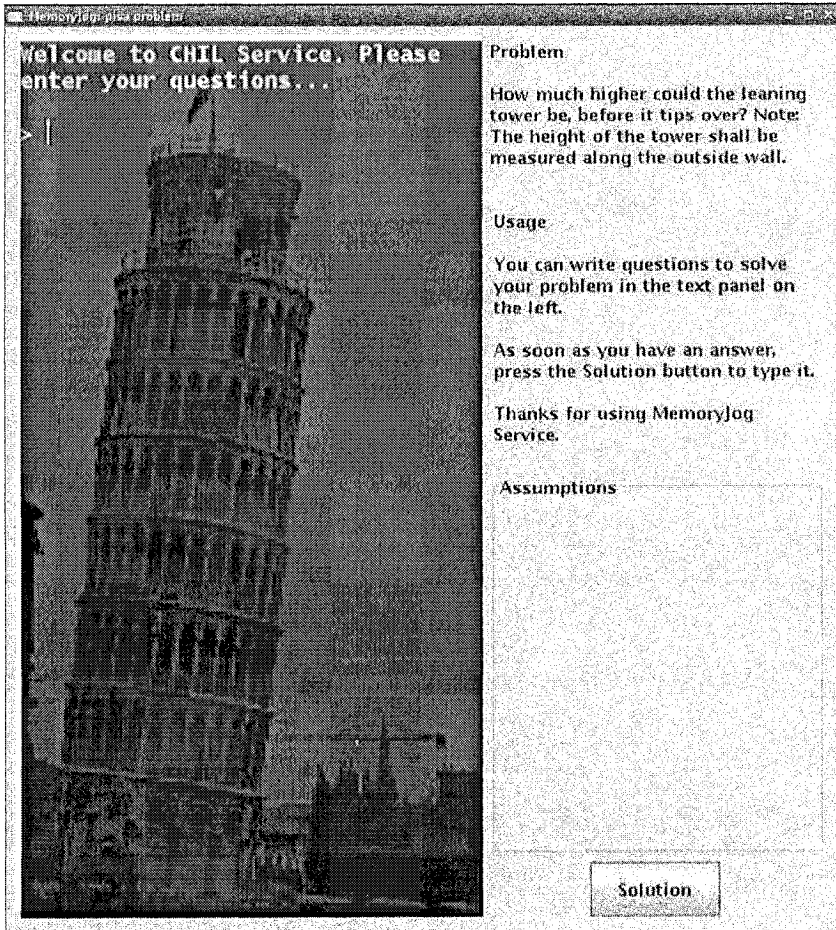 MemoryJog-pisa problem
Welcome to CHIL Service. Please
enter your questions...
>
Problem
How much higher could the leaning
tower be, before it tips over? Note:
The height of the tower shall be
measured along the outside wall.
Usage
You can write questions to solve
your problem in the text panel on
the left.
As soon as you have an answer,
press the Solution button to type it.
Thanks for using MemoryJog
Service.
Assumptions
Solution